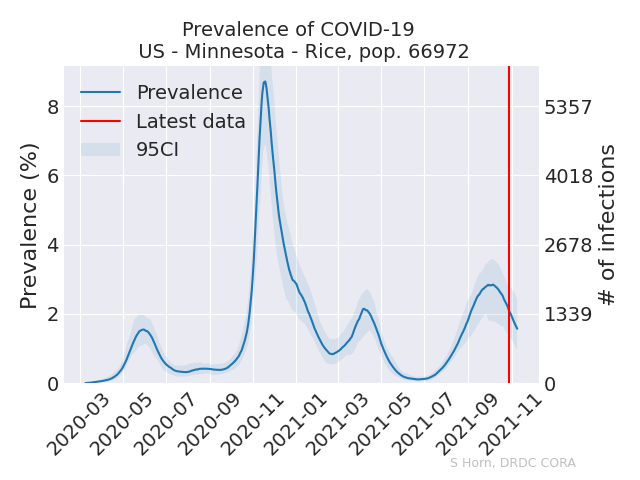 Prevalence of COVID-19
US - Minnesota - Rice, pop. 66972
Prevalence
Latest data
95CI
Prevalence (%)
8
6
4
2
0
5357
4018
2678
1339
0
# of infections
2020-03
2020-05
2020-07
2020-09
2020-11
2021-01
2021-03
2021-05
2021-07
2021-09
2021-11
S Horn, DRDC CORA